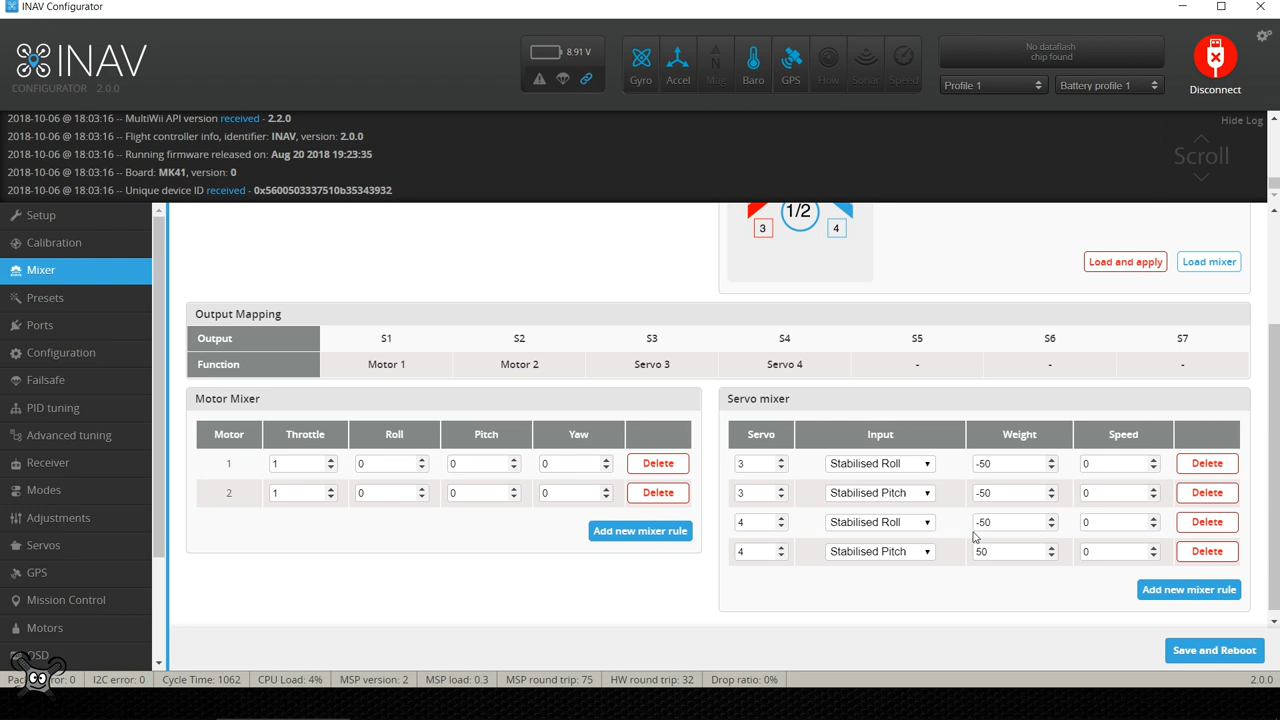 INAV Configurator
INAV
CONFIGURATOR 2.0.0
8.91 V
Gyro
Accel
Mag
Baro
GPS
Flow
Sonar
Speed
No dataflash
chip found
Profile 1
Battery profile 1
Disconnect
2018-10-06 @ 18:03:16 -- MultiWii API version received - 2.2.0
2018-10-06 @ 18:03:16 -- Flight controller info, identifier: INAV, version: 2.0.0
2018-10-06 @ 18:03:16 -- Running firmware released on: Aug 20 2018 19:23:35
2018-10-06 @ 18:03:16 -- Board: MK41, version: 0
2018-10-06 @ 18:03:16 -- Unique device ID received - 0x5600503337510b35343932
Hide Log
Scroll
Setup
Calibration
Mixer
Presets
Ports
Configuration
Failsafe
PID tuning
Advanced tuning
Receiver
Modes
Adjustments
Servos
GPS
Mission Control
Motors
OSD
1/2
3
4
Load and apply
Load mixer
Output Mapping
Output S1 S2 S3 S4 S5 S6 S7
Function Motor 1 Motor 2 Servo 3 Servo 4 - - -
Motor Mixer
Motor Throttle Roll Pitch Yaw
1 1 0 0 0 Delete
2 1 0 0 0 Delete
Add new mixer rule
Servo mixer
Servo Input Weight Speed
3 Stabilised Roll -50 0 Delete
3 Stabilised Pitch -50 0 Delete
4 Stabilised Roll -50 0 Delete
4 Stabilised Pitch 50 0 Delete
Add new mixer rule
Save and Reboot
error: 0 I2C error: 0 Cycle Time: 1062 CPU Load: 4% MSP version: 2 MSP load: 0.3 MSP round trip: 75 HW round trip: 32 Drop ratio: 0% 2.0.0